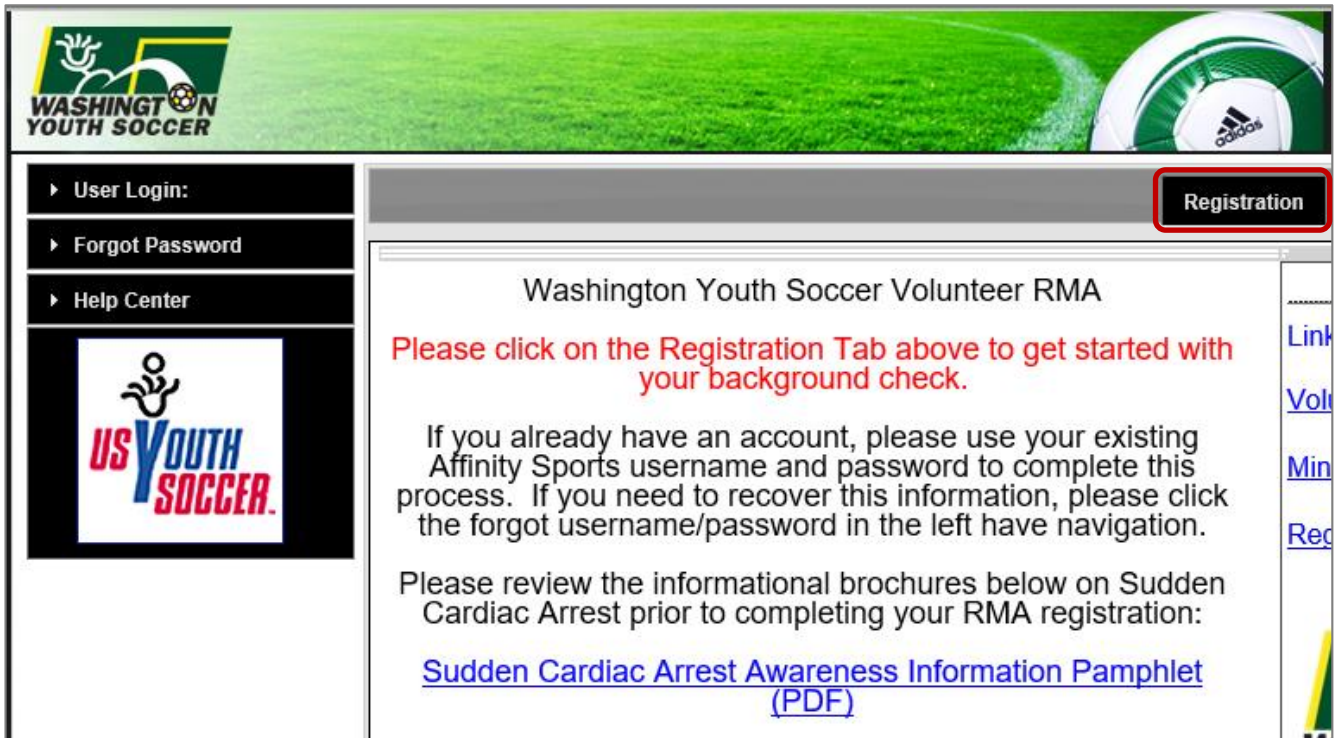 WASHINGTON
YOUTH SOCCER
adidas
User Login:
Forgot Password
Help Center
US YOUTH
SOCCER.
Registration
Washington Youth Soccer Volunteer RMA
Please click on the Registration Tab above to get started with
your background check.
If you already have an account, please use your existing
Affinity Sports username and password to complete this
process. If you need to recover this information, please click
the forgot username/password in the left have navigation.
Please review the informational brochures below on Sudden
Cardiac Arrest prior to completing your RMA registration:
Sudden Cardiac Arrest Awareness Information Pamphlet
(PDF)
Link
Min